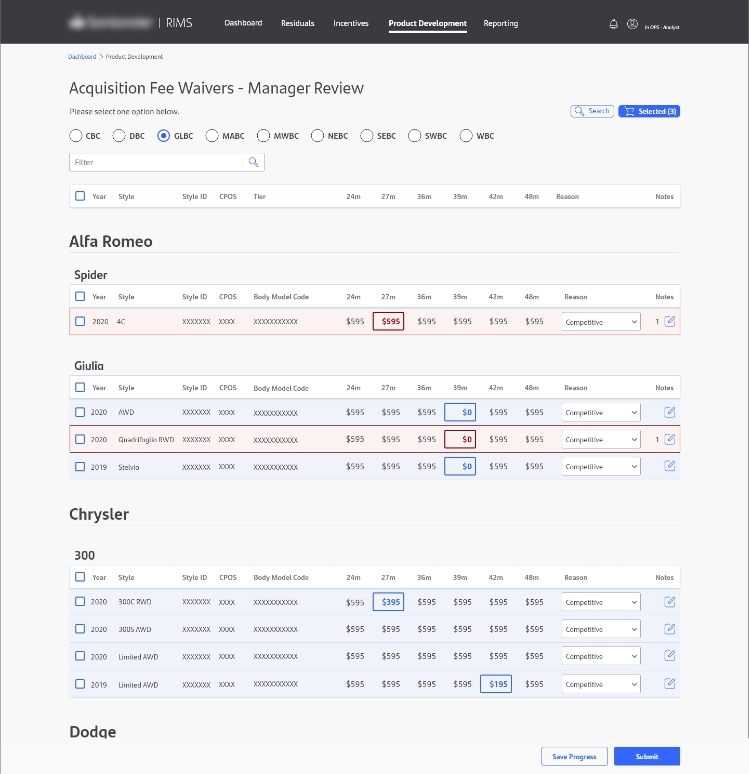 RIMS Dashboard Residuals Incentives Product Development Reporting In OPS - Analyst
Dashboard > Product Development
Acquisition Fee Waivers - Manager Review
Please select one option below.
Search Selected (3)
CBC DBC GLBC MABC MWBC NEBC SEBC SWBC WBC
Filter
Year Style Style ID CPOS Tier 24m 27m 36m 39m 42m 48m Reason Notes
Alfa Romeo
Spider
Year Style Style ID CPOS Body Model Code 24m 27m 36m 39m 42m 48m Reason Notes
2020 4C XXXXXXX XXXX XXXXXXXXXXX $595 $595 $595 $595 $595 $595 Competitive 1
Giulia
Year Style Style ID CPOS Body Model Code 24m 27m 36m 39m 42m 48m Reason Notes
2020 AWD XXXXXXX XXXX XXXXXXXXXXX $595 $595 $595 $0 $595 $595 Competitive
2020 Quadrifoglio RWD XXXXXXX XXXX XXXXXXXXXXX $595 $595 $595 $0 $595 $595 Competitive 1
2019 Stelvio XXXXXXX XXXX XXXXXXXXXXX $595 $595 $595 $0 $595 $595 Competitive
Chrysler
300
Year Style Style ID CPOS Body Model Code 24m 27m 36m 39m 42m 48m Reason Notes
2020 300C RWD XXXXXXX XXXX XXXXXXXXXXX $595 $395 $595 $595 $595 $595 Competitive
2020 300S AWD XXXXXXX XXXX XXXXXXXXXXX $595 $595 $595 $595 $595 $595 Competitive
2020 Limited AWD XXXXXXX XXXX XXXXXXXXXXX $595 $595 $595 $595 $595 $595 Competitive
2019 Limited AWD XXXXXXX XXXX XXXXXXXXXXX $595 $595 $595 $595 $195 $595 Competitive
Dodge
Save Progress Submit